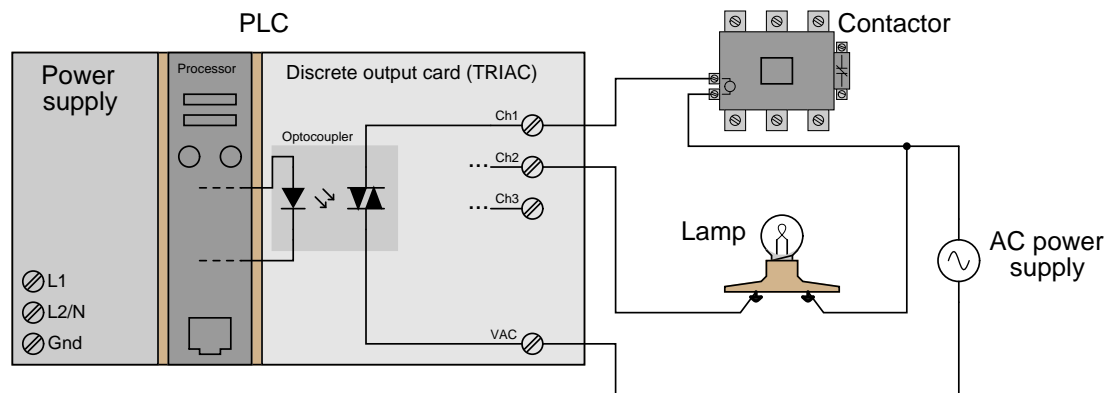 PLC
Contactor
Power
supply
Processor
Discrete output card (TRIAC)
Optocoupler
Ch1
Ch2
Ch3
Lamp
AC power
supply
L1
L2/N
Gnd
VAC